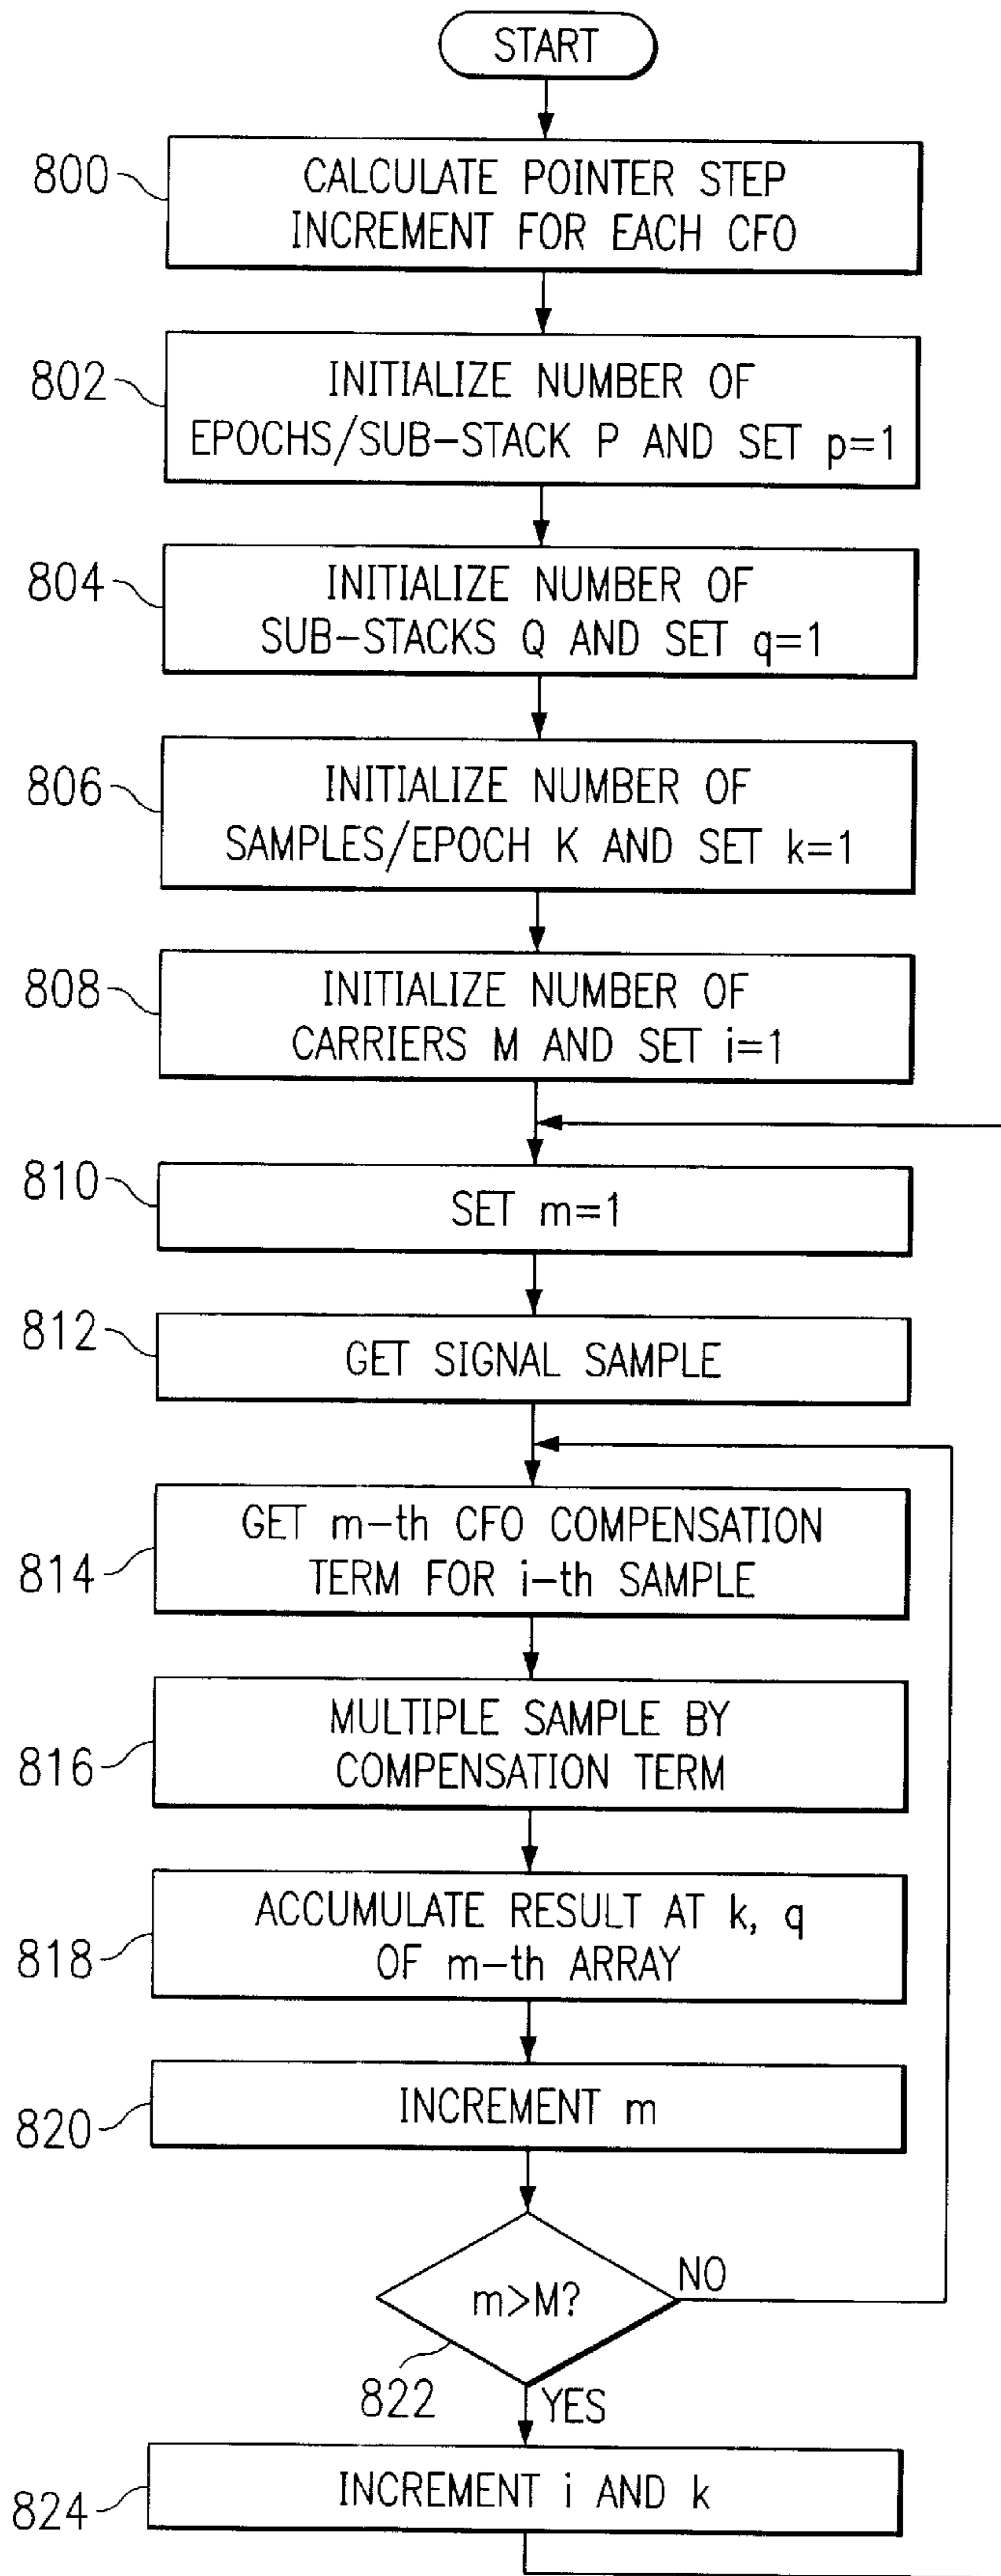 START
800
CALCULATE POINTER STEP
INCREMENT FOR EACH CFO
802
INITIALIZE NUMBER OF
EPOCHS/SUB-STACK P AND SET p=1
804
INITIALIZE NUMBER OF
SUB-STACKS Q AND SET q=1
806
INITIALIZE NUMBER OF
SAMPLES/EPOCH K AND SET k=1
808
INITIALIZE NUMBER OF
CARRIERS M AND SET i=1
810
SET m=1
812
GET SIGNAL SAMPLE
814
GET m-th CFO COMPENSATION
TERM FOR i-th SAMPLE
816
MULTIPLE SAMPLE BY
COMPENSATION TERM
818
ACCUMULATE RESULT AT k, q
OF m-th ARRAY
820
INCREMENT m
m>M?
NO
822
YES
824
INCREMENT i AND k